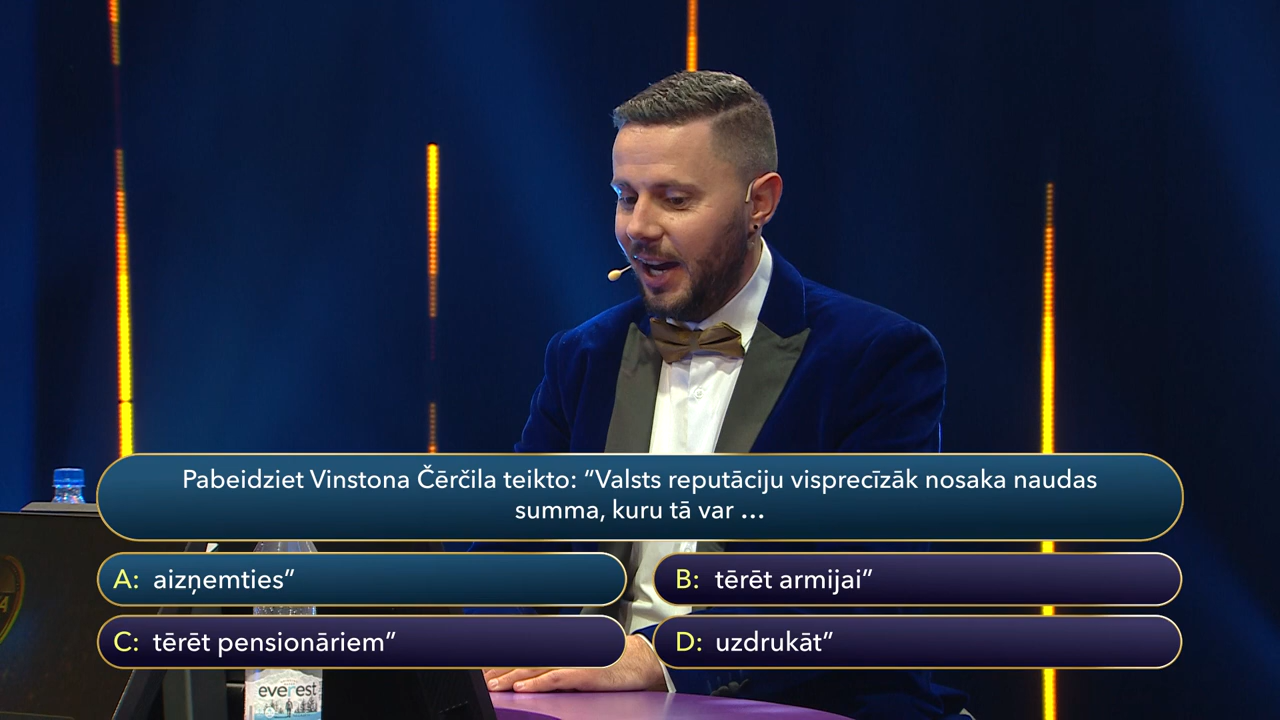 Pabeidziet Vinstona Čērčila teikto: “Valsts reputāciju visprecīzāk nosaka naudas
summa, kuru tā var ...
A: aizņemties”
B: tērēt armijai”
C: tērēt pensionāriem”
D: uzdrukāt”
everest